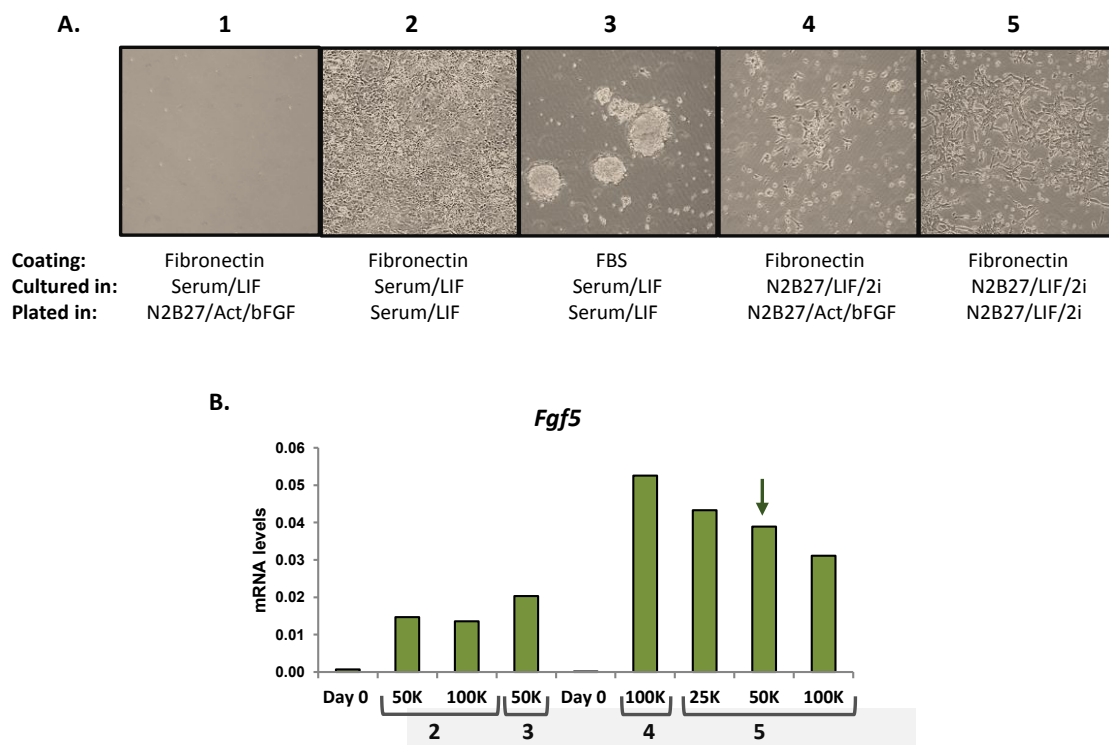 A. 1 2 3 4 5
Coating: Fibronectin Fibronectin FBS Fibronectin Fibronectin
Cultured in: Serum/LIF Serum/LIF Serum/LIF N2B27/LIF/2i N2B27/LIF/2i
Plated in: N2B27/Act/bFGF Serum/LIF Serum/LIF N2B27/Act/bFGF N2B27/LIF/2i
B.
Fgf5
mRNA levels
0.06
0.05
0.04
0.03
0.02
0.01
0.00
Day 0 50K 100K 50K Day 0 100K 25K 50K 100K
2 3 4 5